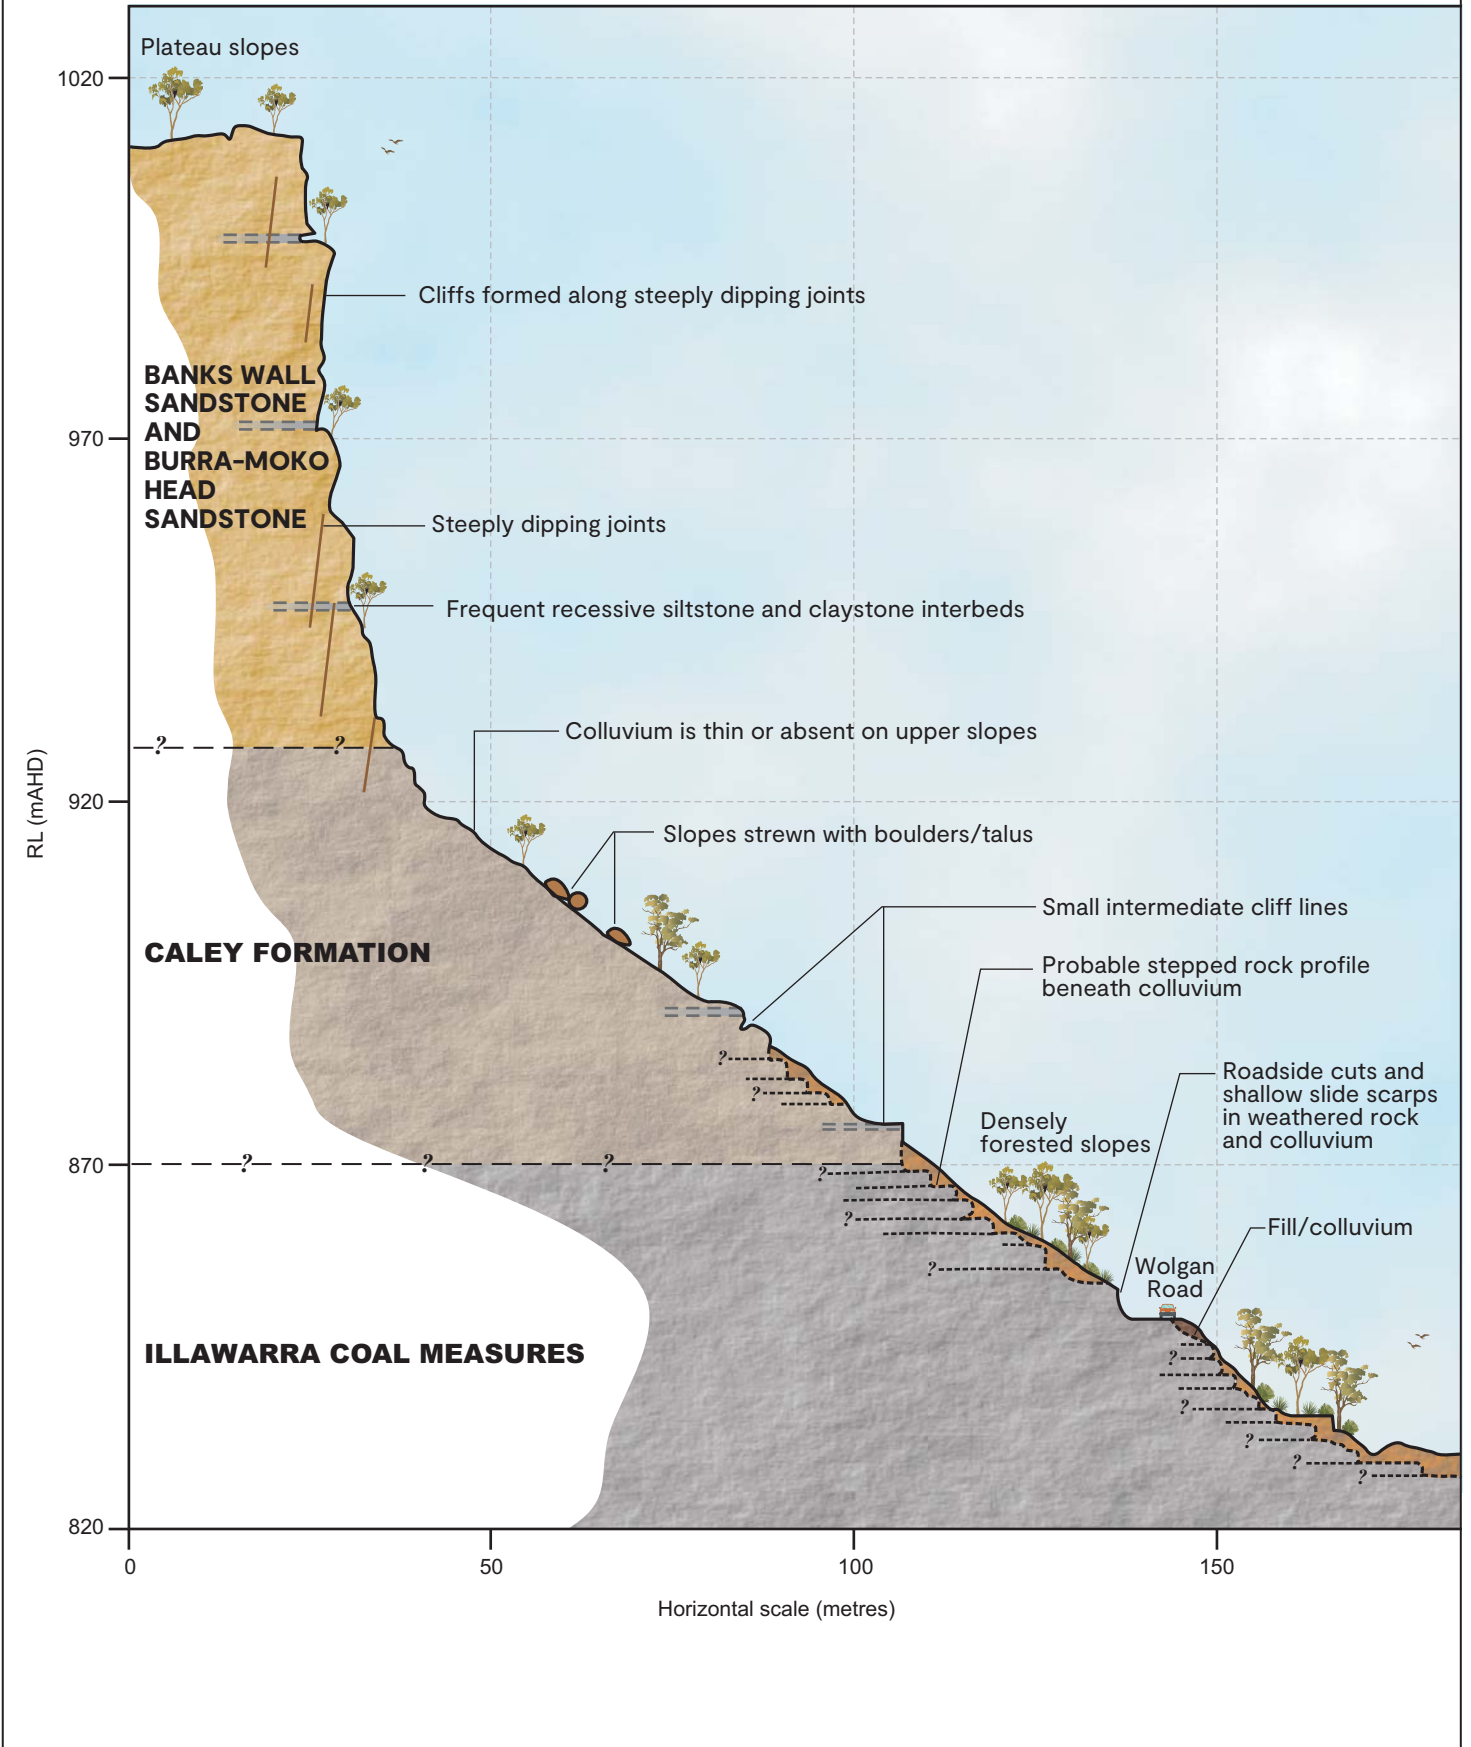 Plateau slopes
1020
Cliffs formed along steeply dipping joints
BANKS WALL
SANDSTONE
AND
BURRA-MOKO
HEAD
SANDSTONE
970
Steeply dipping joints
Frequent recessive siltstone and claystone interbeds
Colluvium is thin or absent on upper slopes
? ?
920
RL (mAHD)
Slopes strewn with boulders/talus
Small intermediate cliff lines
CALEY FORMATION
Probable stepped rock profile
beneath colluvium
?
?
Roadside cuts and
shallow slide scarps
in weathered rock
and colluvium
Densely
forested slopes
870
? ? ?
?
?
?
Fill/colluvium
Wolgan
Road
ILLAWARRA COAL MEASURES
?
?
?
?
?
820
0 50 100 150
Horizontal scale (metres)